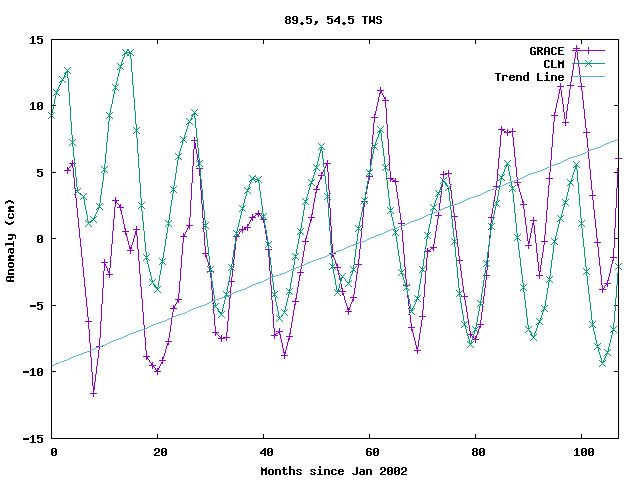 89.5, 54.5 TWS
GRACE
CLM
Trend Line
15
10
5
0
-5
-10
-15
Anomaly (cm)
0 20 40 60 80 100
Months since Jan 2002